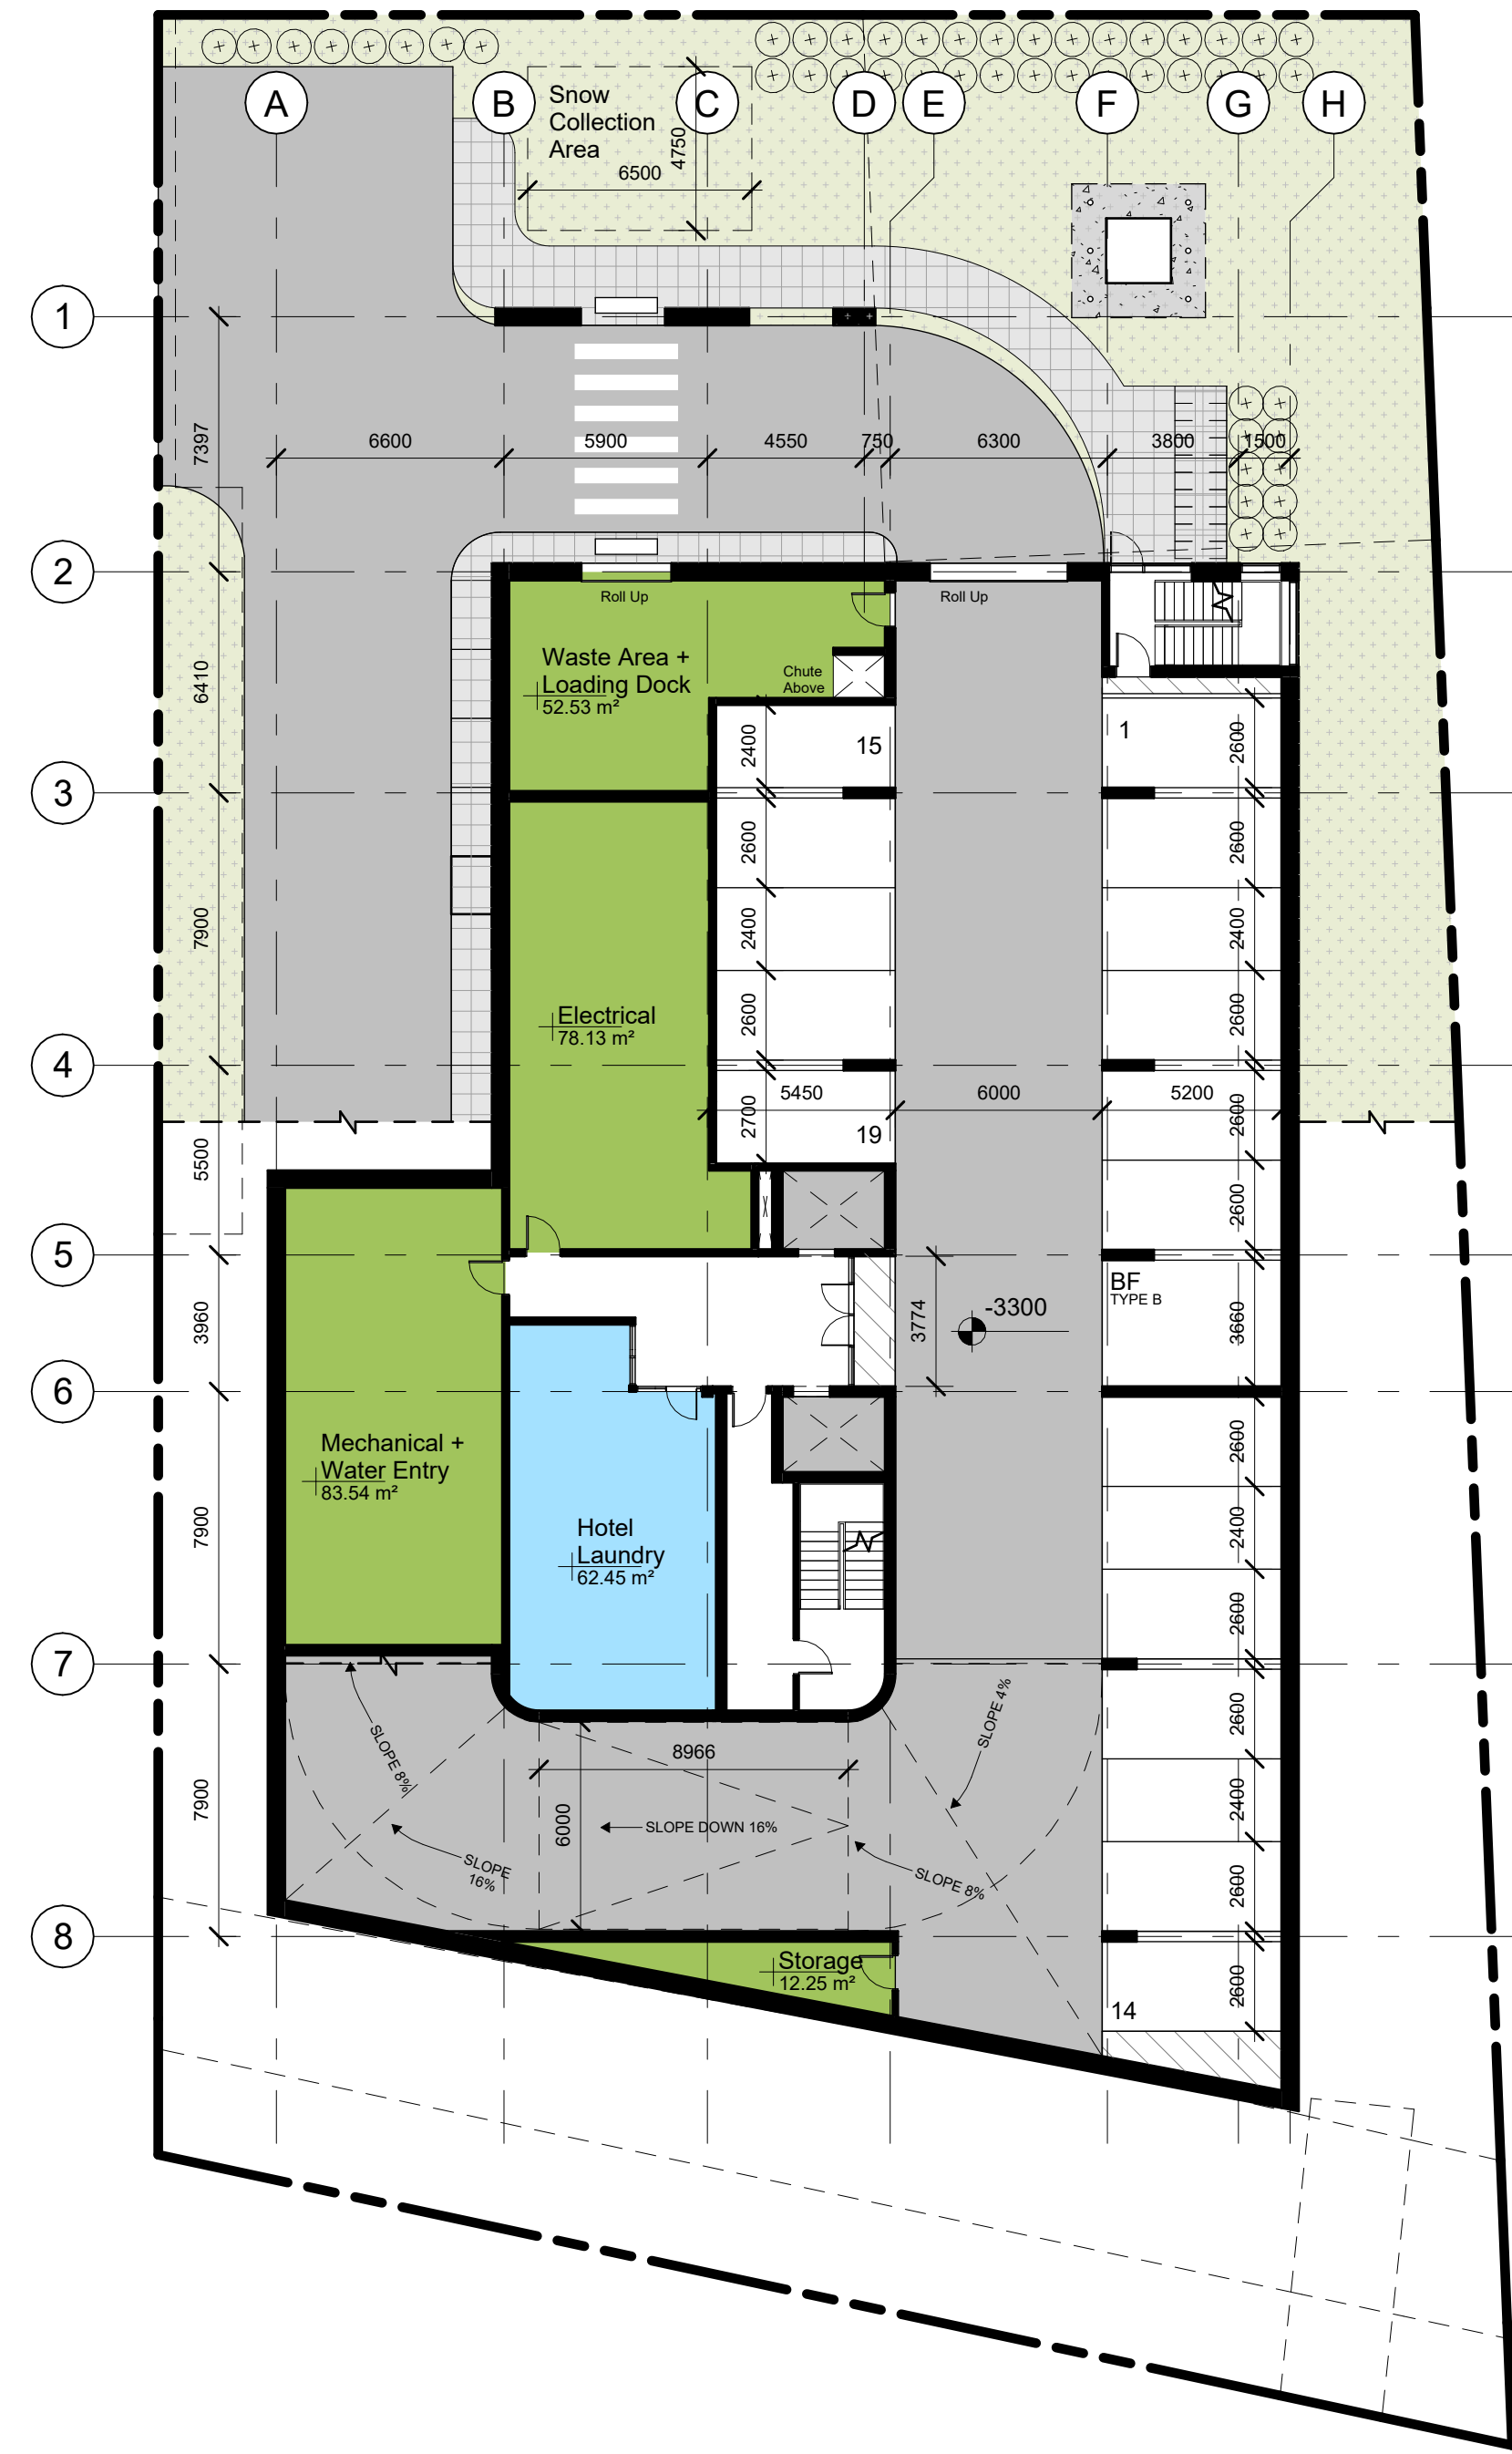 A
B
C
D
E
F
G
H
Snow
Collection
Area
4750
6500
1
7397
6600
5900
4550
750
6300
3800
1500
2
Roll Up
Roll Up
6410
Waste Area +
Loading Dock
52.53 m²
Chute
Above
2400
15
1
2600
3
7900
2600
2600
2400
2400
Electrical
78.13 m²
2600
2600
4
5450
6000
5200
2700
19
2600
5500
2600
5
BF
TYPE B
3960
3774
-3300
3660
6
Mechanical +
Water Entry
83.54 m²
2600
7900
Hotel
Laundry
62.45 m²
2400
2600
7
SLOPE 4%
2600
SLOPE 8%
8966
7900
6000
SLOPE DOWN 16%
2400
SLOPE
16%
SLOPE 8%
2600
8
Storage
12.25 m²
14
2600